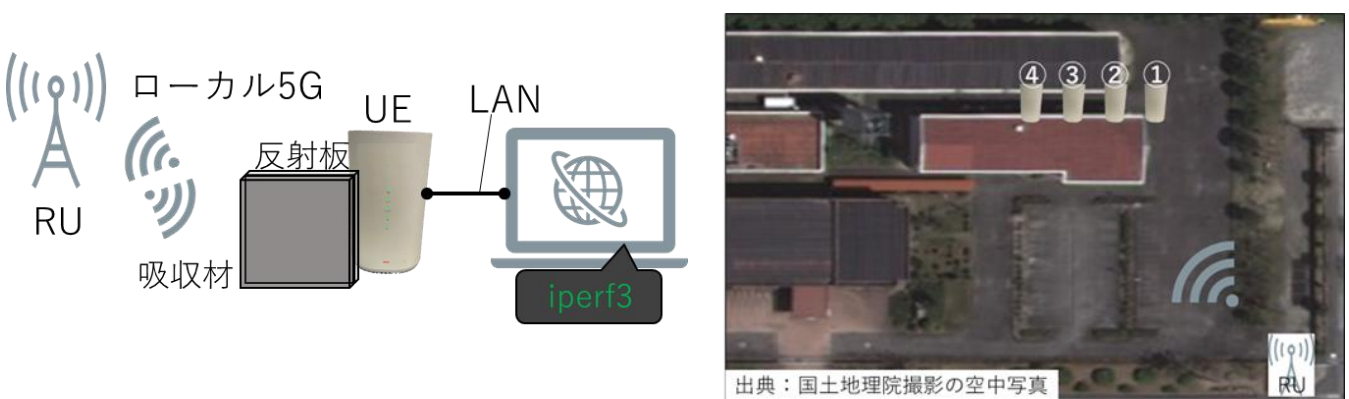 ローカル5G
UE
LAN
反射板
RU
吸収材
iperf3
④ ③ ② ①
RU
出典：国土地理院撮影の空中写真